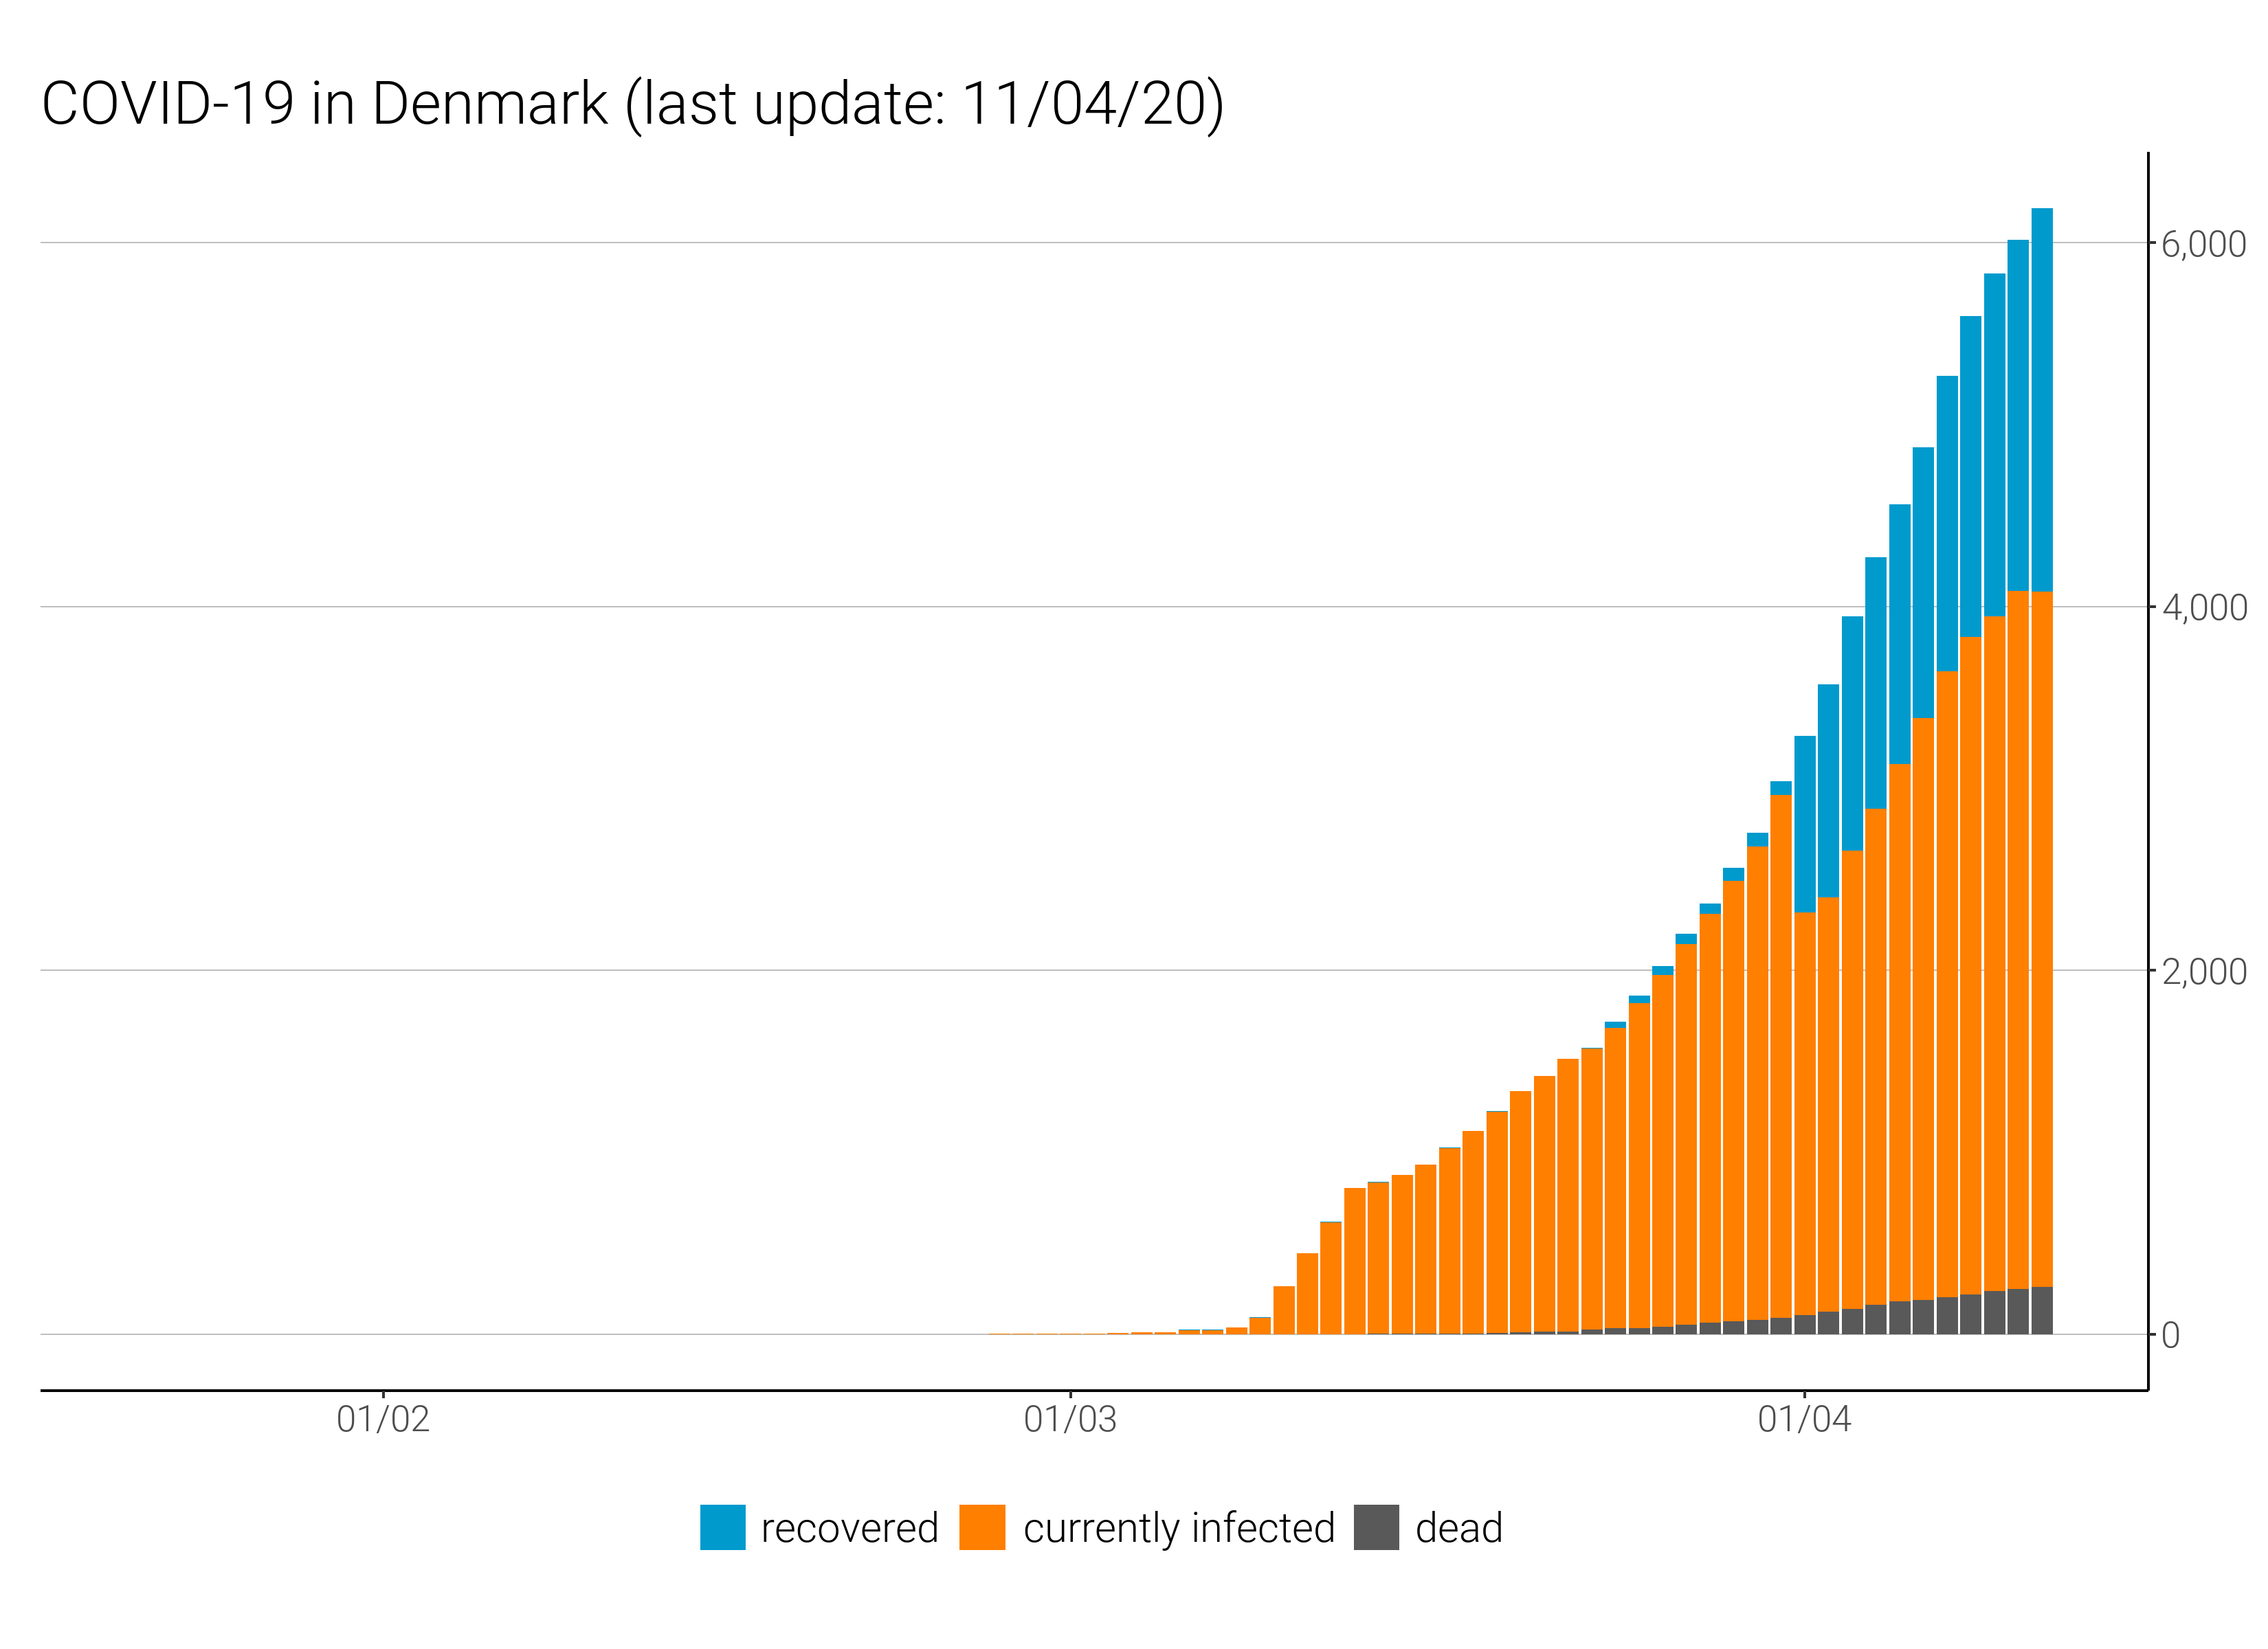 COVID-19 in Denmark (last update: 11/04/20)
6,000
4,000
2,000
0
01/02 01/03 01/04
recovered currently infected dead